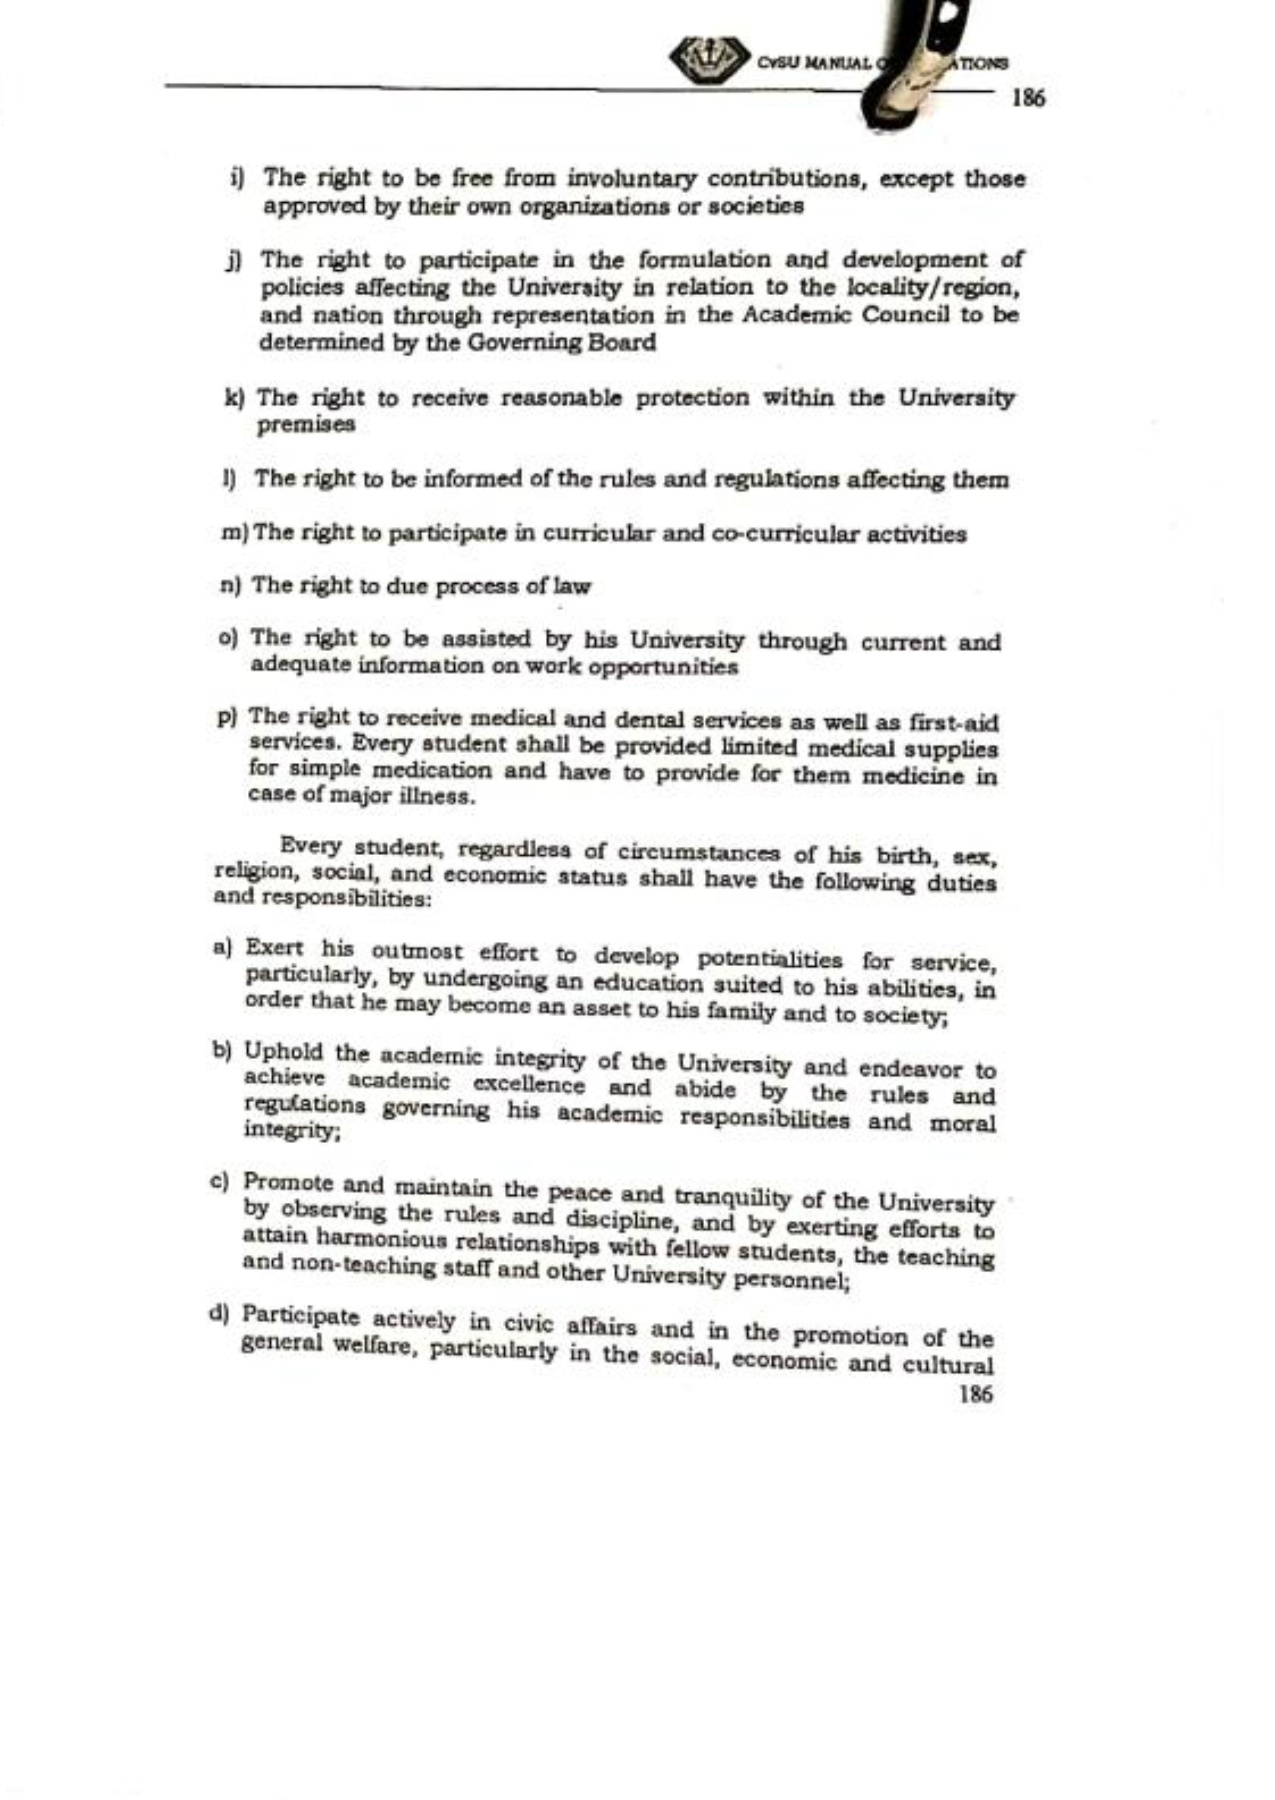 CvSU MANUAL O ATIONS
186
i) The right to be free from involuntary contributions, except those
approved by their own organizations or societies
j) The right to participate in the formulation and development of
policies affecting the University in relation to the locality/region,
and nation through representation in the Academic Council to be
determined by the Governing Board
k) The right to receive reasonable protection within the University
premises
l) The right to be informed of the rules and regulations affecting them
m) The right to participate in curricular and co-curricular activities
n) The right to due process of law
o) The right to be assisted by his University through current and
adequate information on work opportunities
p) The right to receive medical and dental services as well as first-aid
services. Every student shall be provided limited medical supplies
for simple medication and have to provide for them medicine in
case of major illness.
Every student, regardless of circumstances of his birth, sex,
religion, social, and economic status shall have the following duties
and responsibilities:
a) Exert his outmost effort to develop potentialities for service,
particularly, by undergoing an education suited to his abilities, in
order that he may become an asset to his family and to society;
b) Uphold the academic integrity of the University and endeavor to
achieve academic excellence and abide by the rules and
regulations governing his academic responsibilities and moral
integrity;
c) Promote and maintain the peace and tranquility of the University
by observing the rules and discipline, and by exerting efforts to
attain harmonious relationships with fellow students, the teaching
and non-teaching staff and other University personnel;
d) Participate actively in civic affairs and in the promotion of the
general welfare, particularly in the social, economic and cultural
186